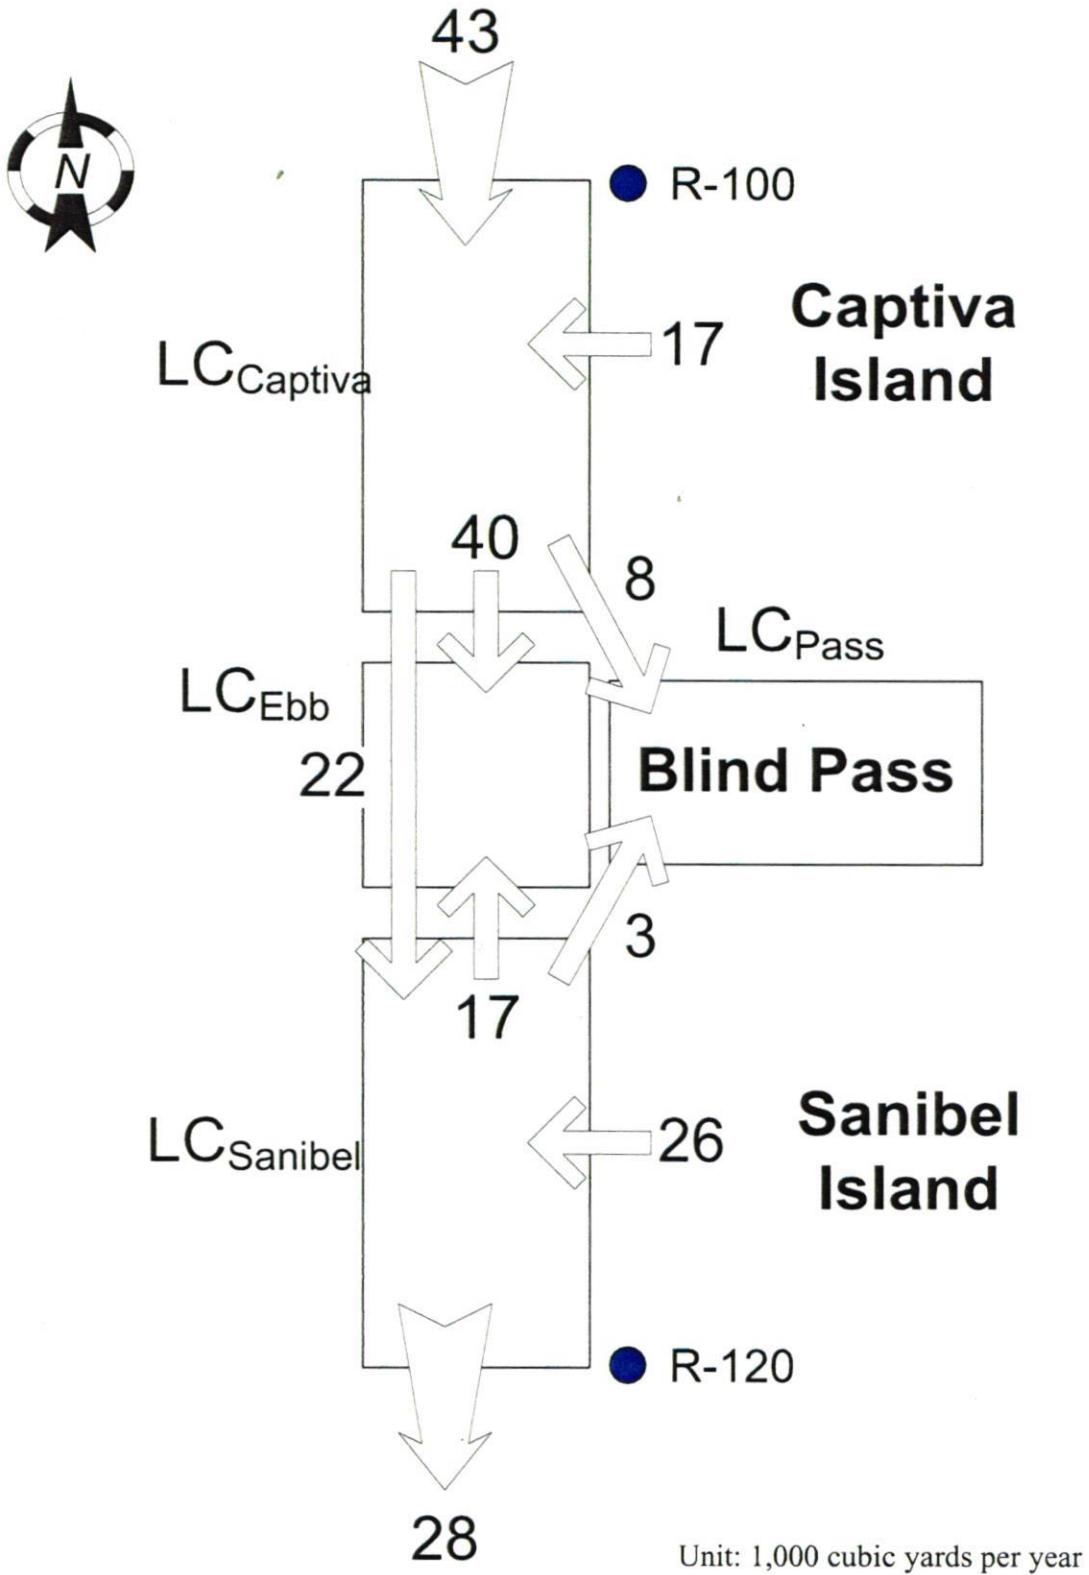 43
N
R-100
Captiva
Island
17
LCCaptiva
40
8
LCPass
LCEbb
22
Blind Pass
3
17
Sanibel
Island
26
LCSanibel
R-120
28
Unit: 1,000 cubic yards per year